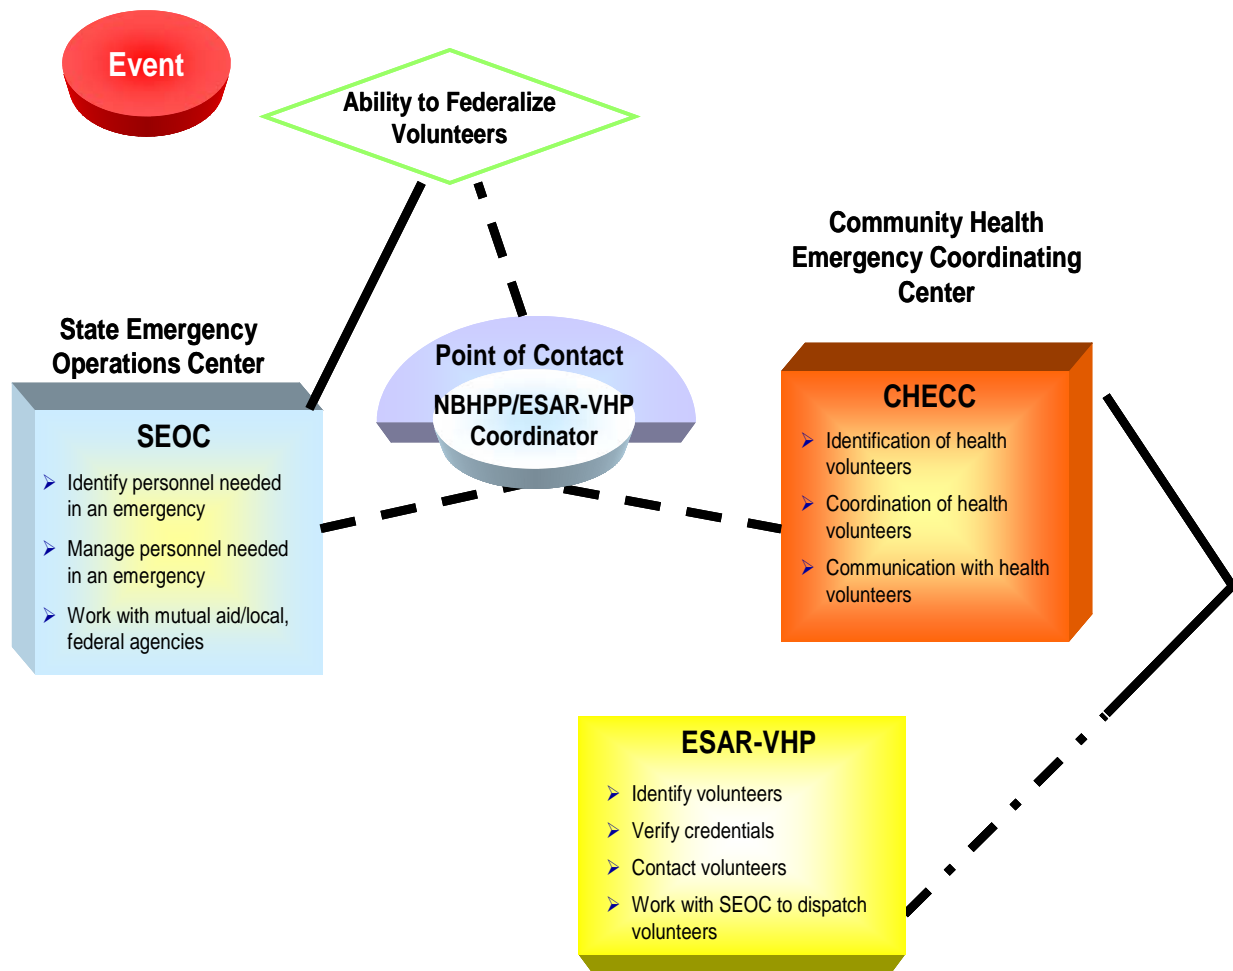 Event
Ability to Federalize
Volunteers
Community Health
Emergency Coordinating
Center
State Emergency
Operations Center
Point of Contact
NBHPP/ESAR-VHP
Coordinator
SEOC
Identify personnel needed
in an emergency
Manage personnel needed
in an emergency
Work with mutual aid/local,
federal agencies
CHECC
Identification of health
volunteers
Coordination of health
volunteers
Communication with health
volunteers
ESAR-VHP
Identify volunteers
Verify credentials
Contact volunteers
Work with SEOC to dispatch
volunteers